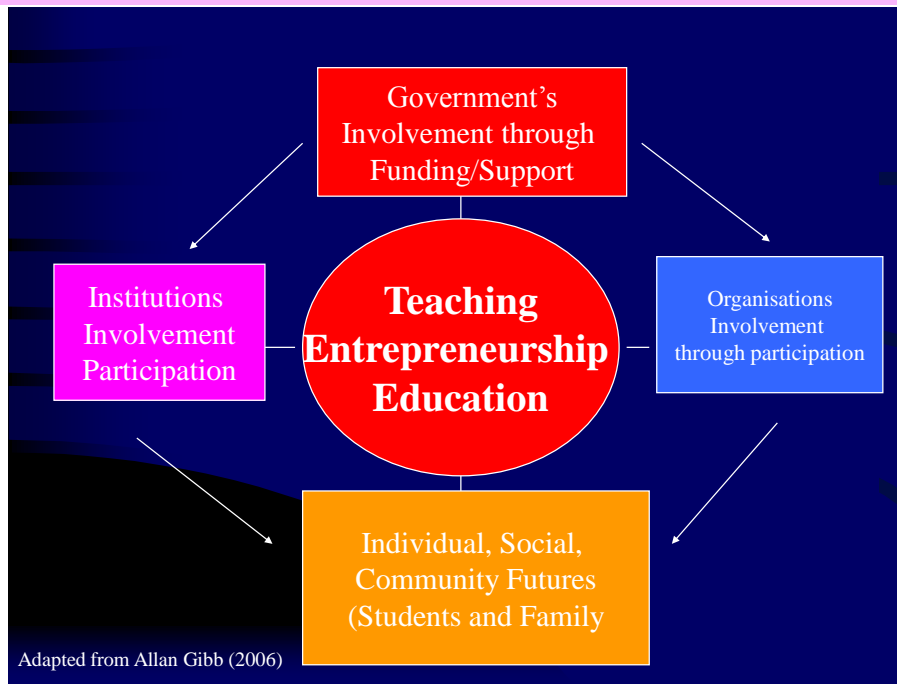 Government's
Involvement through
Funding/Support
Institutions
Involvement
Participation
Teaching
Entrepreneurship
Education
Organisations
Involvement
through participation
Individual, Social,
Community Futures
(Students and Family
Adapted from Allan Gibb (2006)